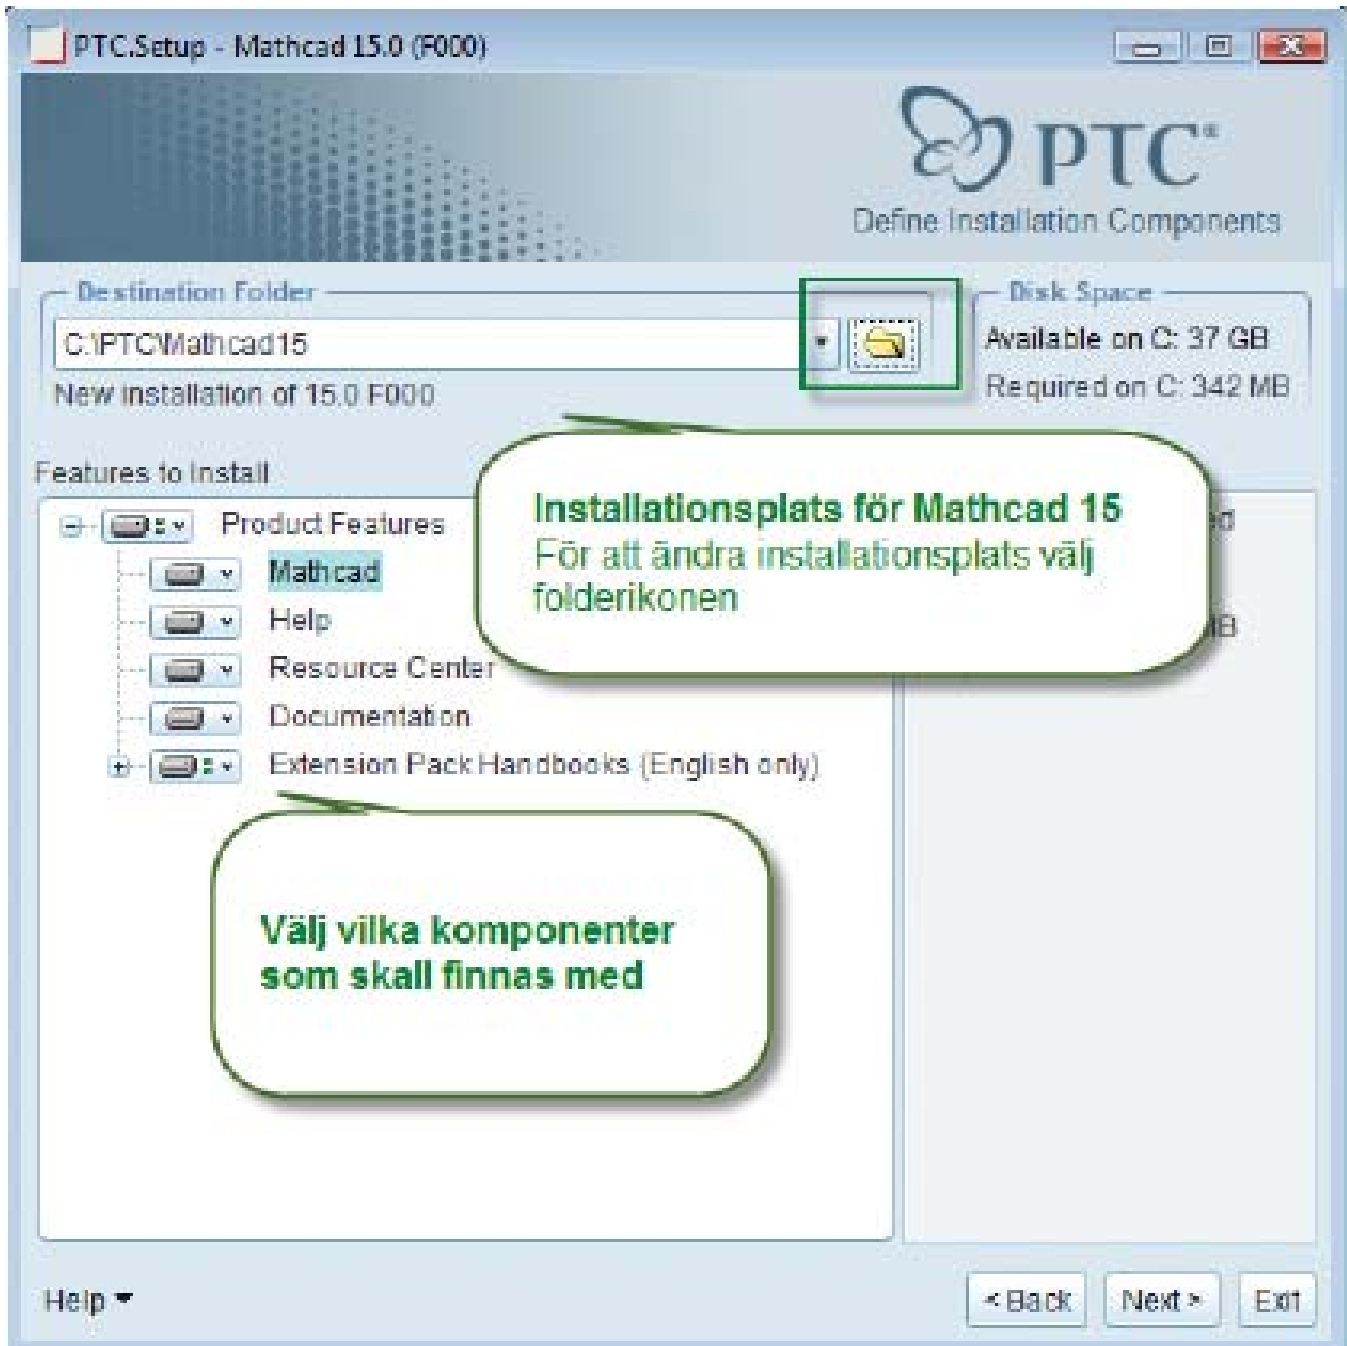 PTC.Setup - Mathcad 15.0 (F000)
PTC®
Define Installation Components
Destination Folder
C:\PTC\Mathcad15
New installation of 15.0 F000
Disk Space
Available on C: 37 GB
Required on C: 342 MB
Features to Install
Product Features
Mathcad
Help
Resource Center
Documentation
Extension Pack Handbooks (English only)
Installationsplats för Mathcad 15
För att ändra installationsplats välj
folderikonen
Välj vilka komponenter
som skall finnas med
Help
< Back
Next >
Exit